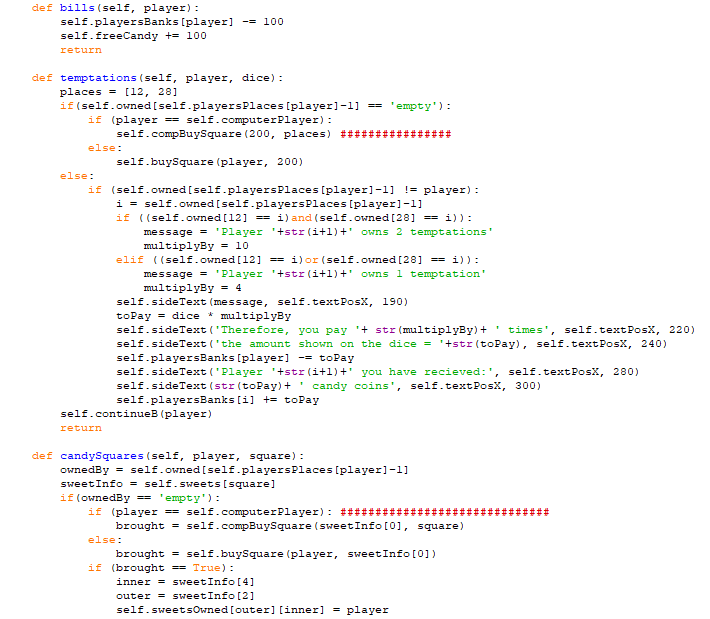 def bills(self, player):
self.playersBanks[player] -= 100
self.freeCandy += 100
return
def temptations(self, player, dice):
places = [12, 28]
if(self.owned[self.playersPlaces[player]-1] == 'empty'):
if (player == self.computerPlayer):
self.compBuySquare(200, places) ################
else:
self.buySquare(player, 200)
else:
if (self.owned[self.playersPlaces[player]-1] != player):
i = self.owned[self.playersPlaces[player]-1]
if ((self.owned[12] == i)and(self.owned[28] == i)):
message = 'Player '+str(i+1)+' owns 2 temptations'
multiplyBy = 10
elif ((self.owned[12] == i)or(self.owned[28] == i)):
message = 'Player '+str(i+1)+' owns 1 temptation'
multiplyBy = 4
self.sideText(message, self.textPosX, 190)
toPay = dice * multiplyBy
self.sideText('Therefore, you pay '+ str(multiplyBy)+ ' times', self.textPosX, 220)
self.sideText('the amount shown on the dice = '+str(toPay), self.textPosX, 240)
self.playersBanks[player] -= toPay
self.sideText('Player '+str(i+1)+' you have recieved:', self.textPosX, 280)
self.sideText(str(toPay)+ ' candy coins', self.textPosX, 300)
self.playersBanks[i] += toPay
self.continueB(player)
return
def candySquares(self, player, square):
ownedBy = self.owned[self.playersPlaces[player]-1]
sweetInfo = self.sweets[square]
if(ownedBy == 'empty'):
if (player == self.computerPlayer): ##############################
brought = self.compBuySquare(sweetInfo[0], square)
else:
brought = self.buySquare(player, sweetInfo[0])
if (brought == True):
inner = sweetInfo[4]
outer = sweetInfo[2]
self.sweetsOwned[outer][inner] = player